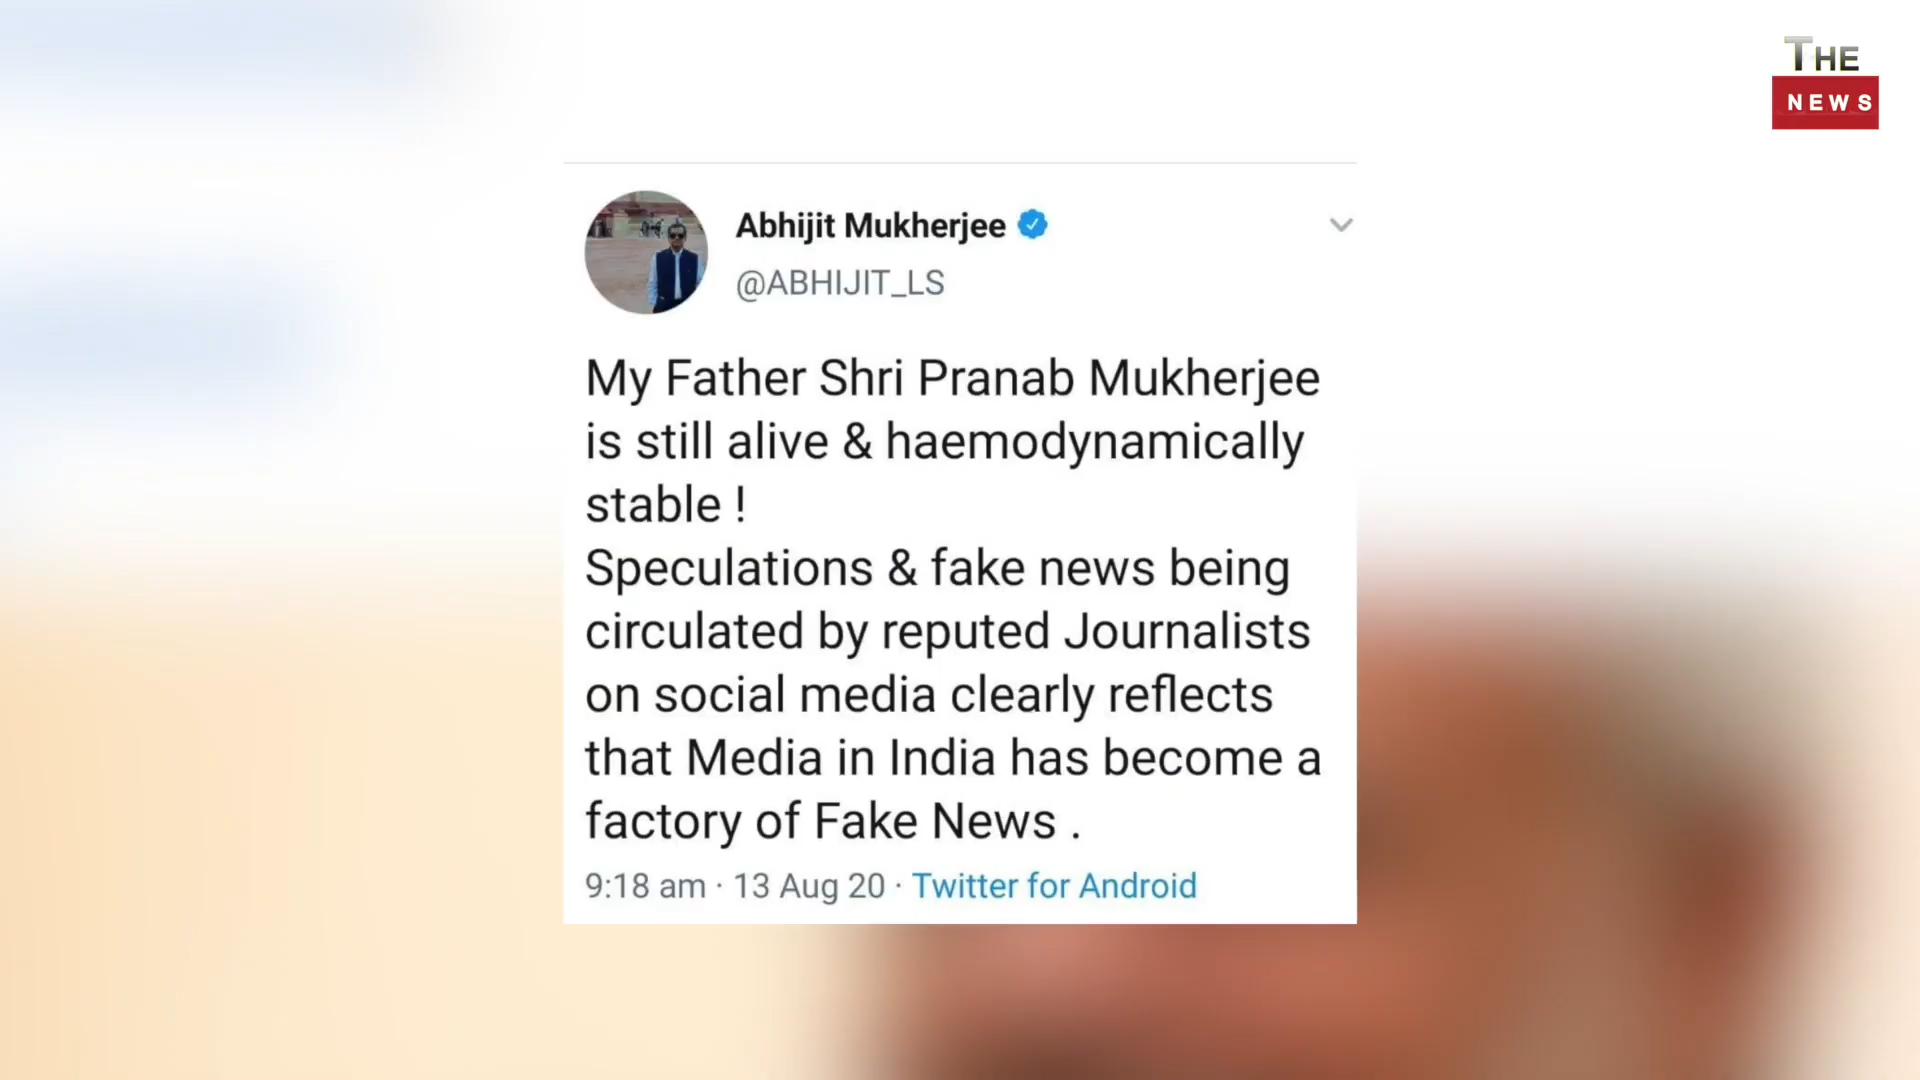 THE
NEWS
Abhijit Mukherjee
@ABHIJIT_LS
My Father Shri Pranab Mukherjee
is still alive & haemodynamically
stable !
Speculations & fake news being
circulated by reputed Journalists
on social media clearly reflects
that Media in India has become a
factory of Fake News .
9:18 am · 13 Aug 20 · Twitter for Android